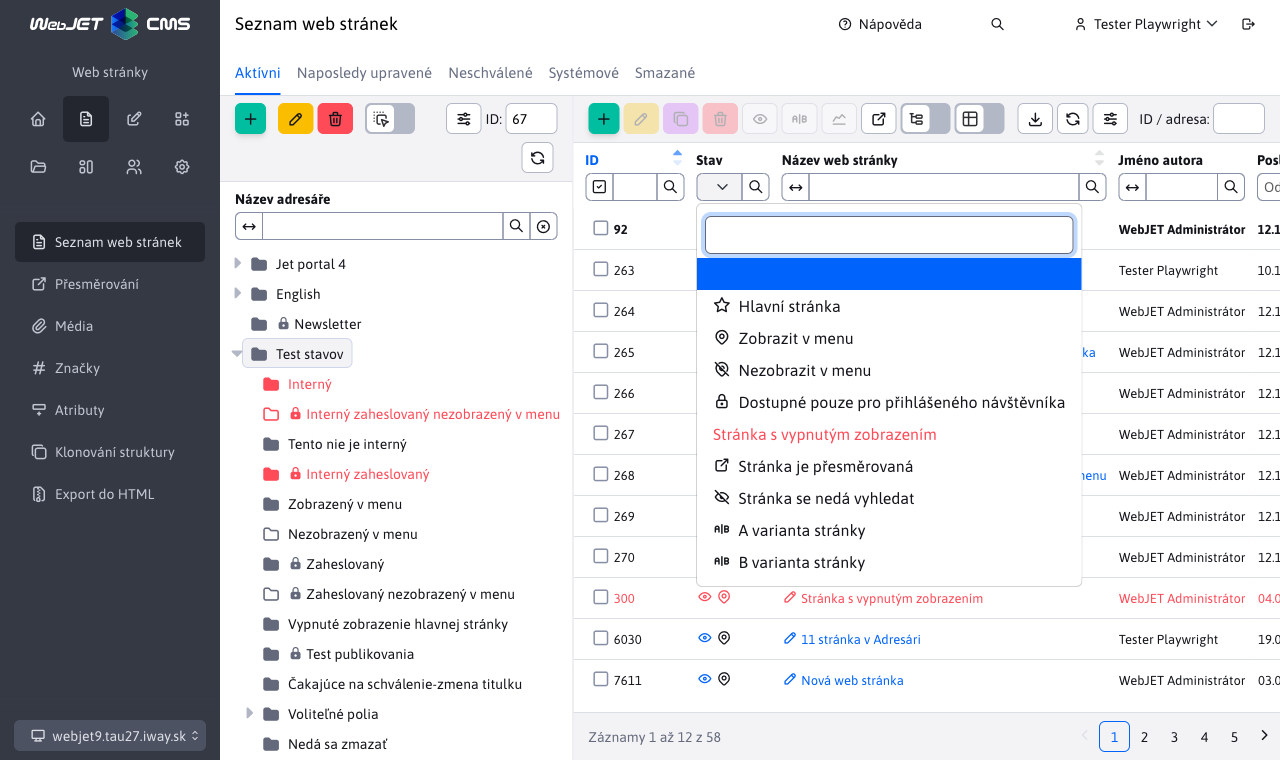 WebJET CMS
Seznam web stránek
Nápověda
Tester Playwright
Web stránky
Aktívni
Naposledy upravené
Neschválené
Systémové
Smazané
ID: 67
ID / adresa:
Seznam web stránek
Přesměrování
Média
Značky
Atributy
Klonování struktury
Export do HTML
webjet9.tau27.iway.sk
Název adresáře
Jet portal 4
English
Newsletter
Test stavov
Interný
Interný zaheslovaný nezobrazený v menu
Tento nie je interný
Interný zaheslovaný
Zobrazený v menu
Nezobrazený v menu
Zaheslovaný
Zaheslovaný nezobrazený v menu
Vypnuté zobrazenie hlavnej stránky
Test publikovania
Čakajúce na schválenie-zmena titulku
Voliteľné polia
Nedá sa zmazať
ID Stav Název web stránky Jméno autora Posl
Od
92 WebJET Administrátor 12.1
263 Tester Playwright 10.1
264 WebJET Administrátor 12.1
265 ka WebJET Administrátor 12.1
266 WebJET Administrátor 12.1
267 WebJET Administrátor 12.1
268 menu WebJET Administrátor 12.1
269 WebJET Administrátor 12.1
270 WebJET Administrátor 12.1
300 Stránka s vypnutým zobrazením WebJET Administrátor 04.0
6030 11 stránka v Adresári Tester Playwright 19.0
7611 Nová web stránka WebJET Administrátor 03.0
Hlavní stránka
Zobrazit v menu
Nezobrazit v menu
Dostupné pouze pro přihlášeného návštěvníka
Stránka s vypnutým zobrazením
Stránka je přesměrovaná
Stránka se nedá vyhledat
A|B A varianta stránky
A|B B varianta stránky
Záznamy 1 až 12 z 58
1 2 3 4 5